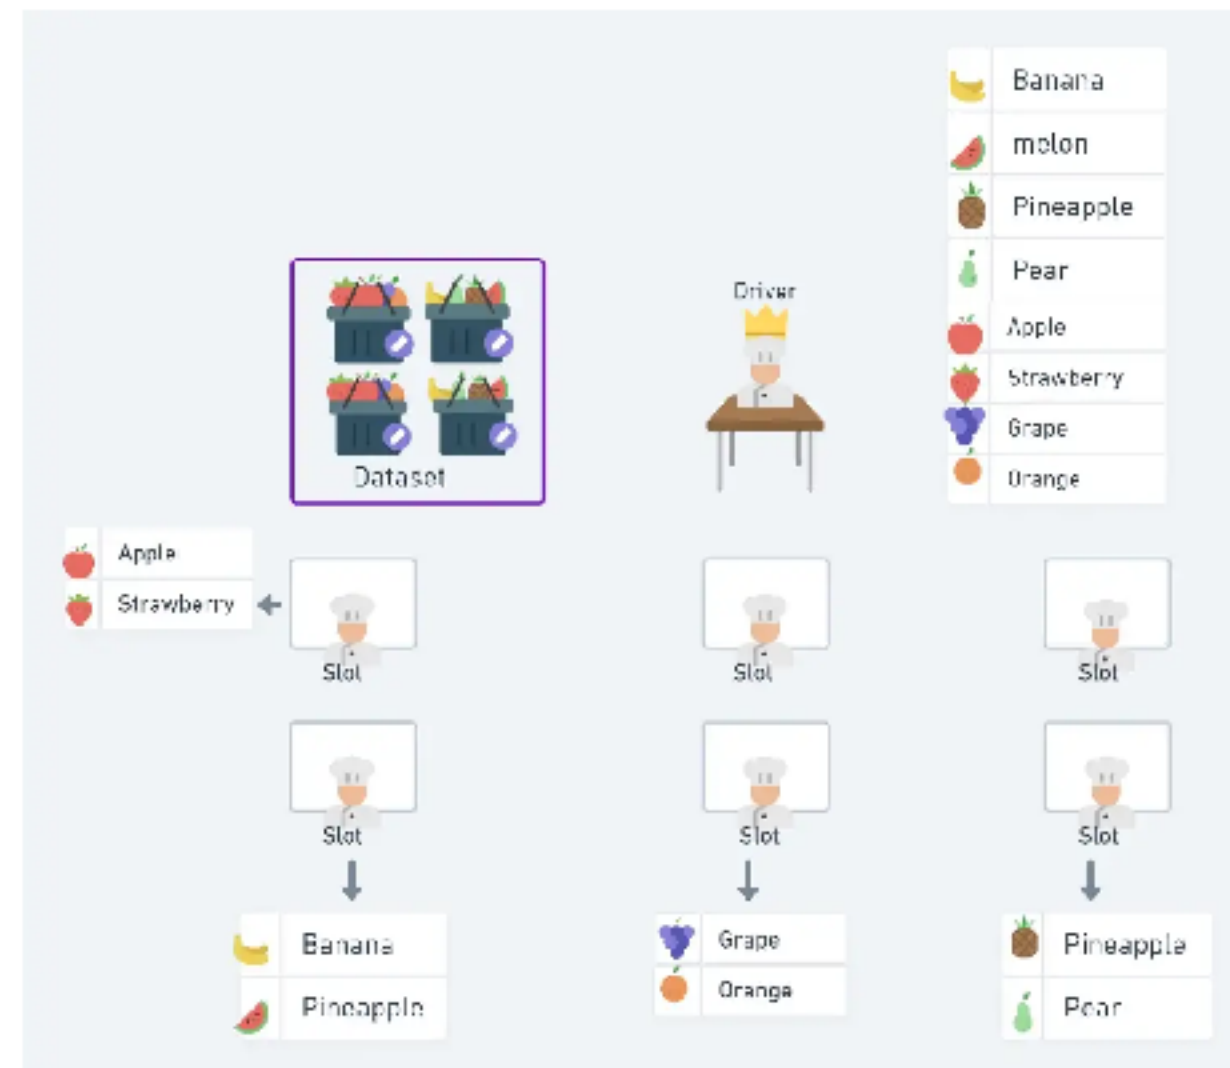 Banana
melon
Pineapple
Pear
Apple
Strawberry
Grape
Orange
Driver
Dataset
Apple
Strawberry
Slot
Slot
Slot
Slot
Slot
Slot
Banana
Pineapple
Grape
Orange
Pineapple
Pear